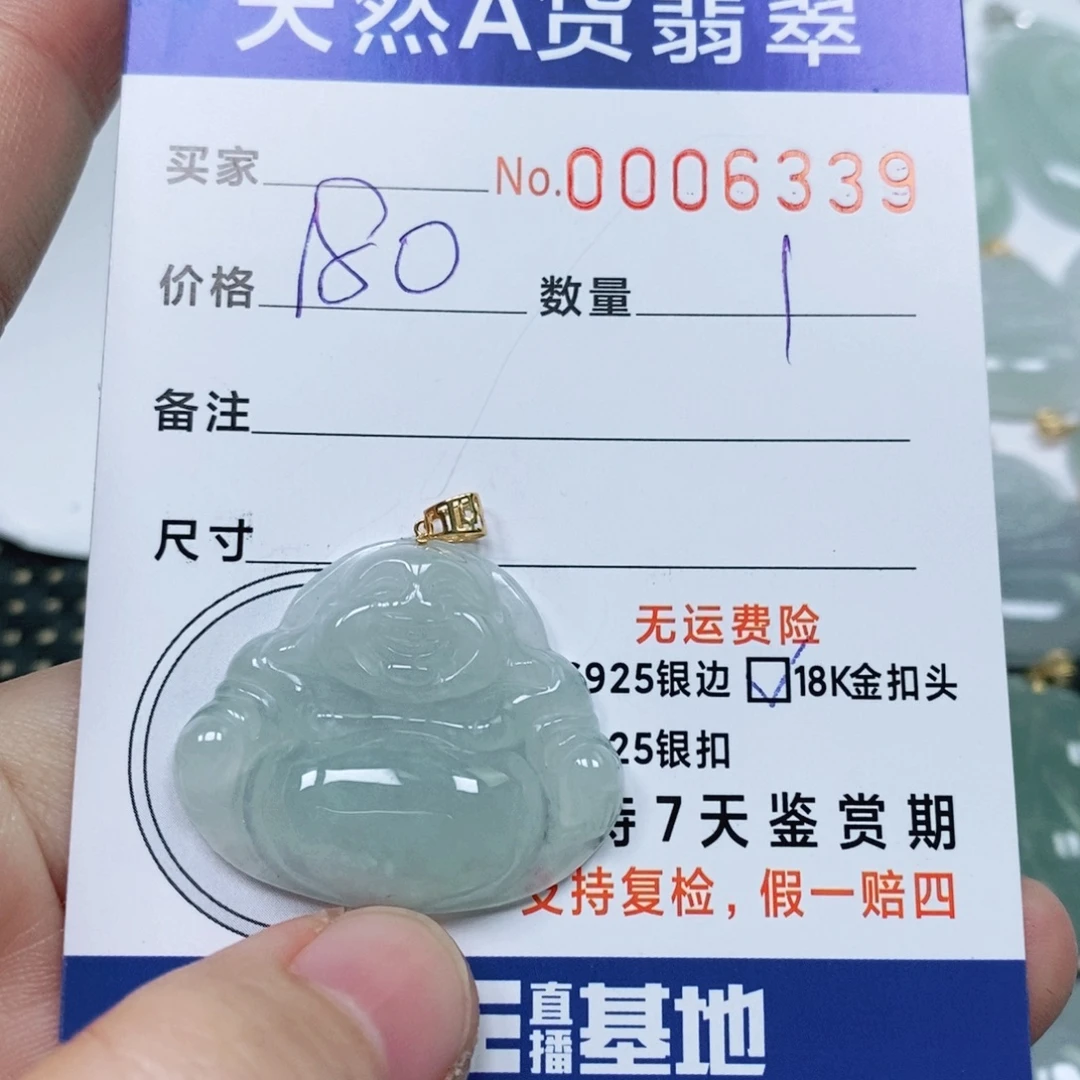 天然A货翡翠
买家 No.0006339
价格 180 数量 1
备注
尺寸
无运费险
925银边 18K金扣头
25银扣
7天鉴赏期
支持复检，假一赔四
直播基地